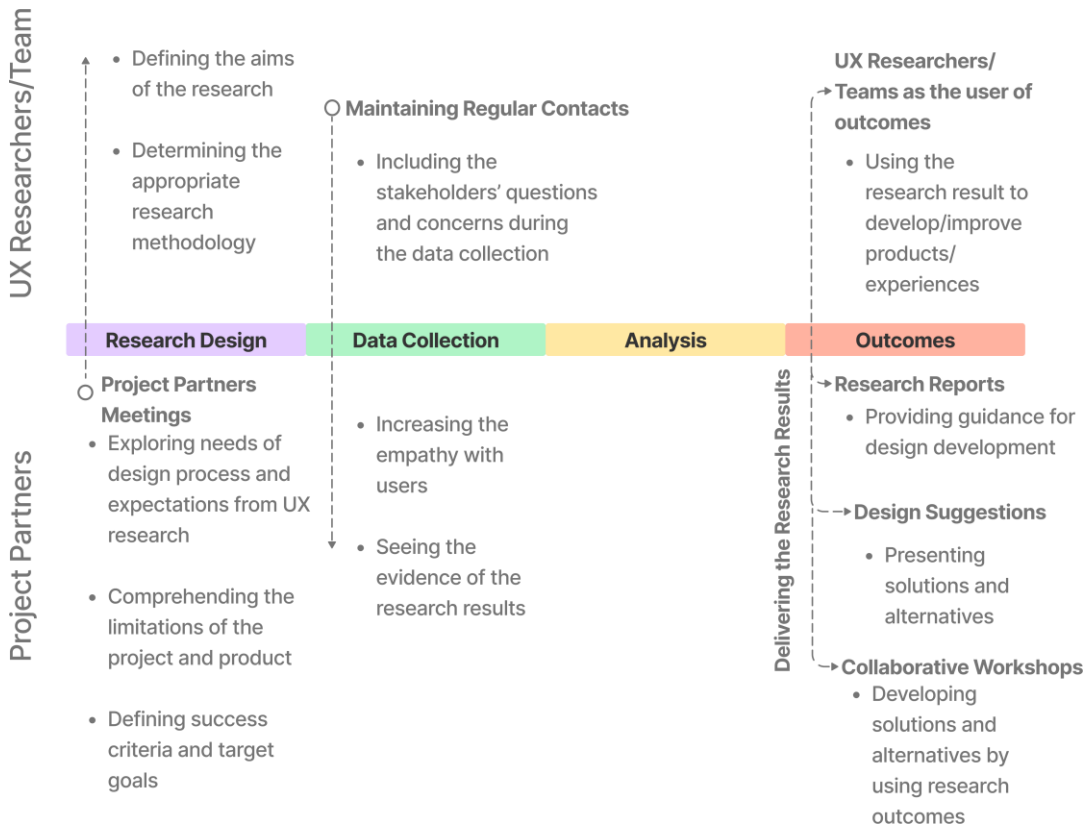 UX Researchers/Team
• Defining the aims
of the research
• Determining the
appropriate
research
methodology
Maintaining Regular Contacts
• Including the
stakeholders’ questions
and concerns during
the data collection
UX Researchers/
Teams as the user of
outcomes
• Using the
research result to
develop/improve
products/
experiences
Research Design
Data Collection
Analysis
Outcomes
Project Partners
Project Partners
Meetings
• Exploring needs of
design process and
expectations from UX
research
• Comprehending the
limitations of the
project and product
• Defining success
criteria and target
goals
• Increasing the
empathy with
users
• Seeing the
evidence of the
research results
Delivering the Research Results
Research Reports
• Providing guidance for
design development
Design Suggestions
• Presenting
solutions and
alternatives
Collaborative Workshops
• Developing
solutions and
alternatives by
using research
outcomes